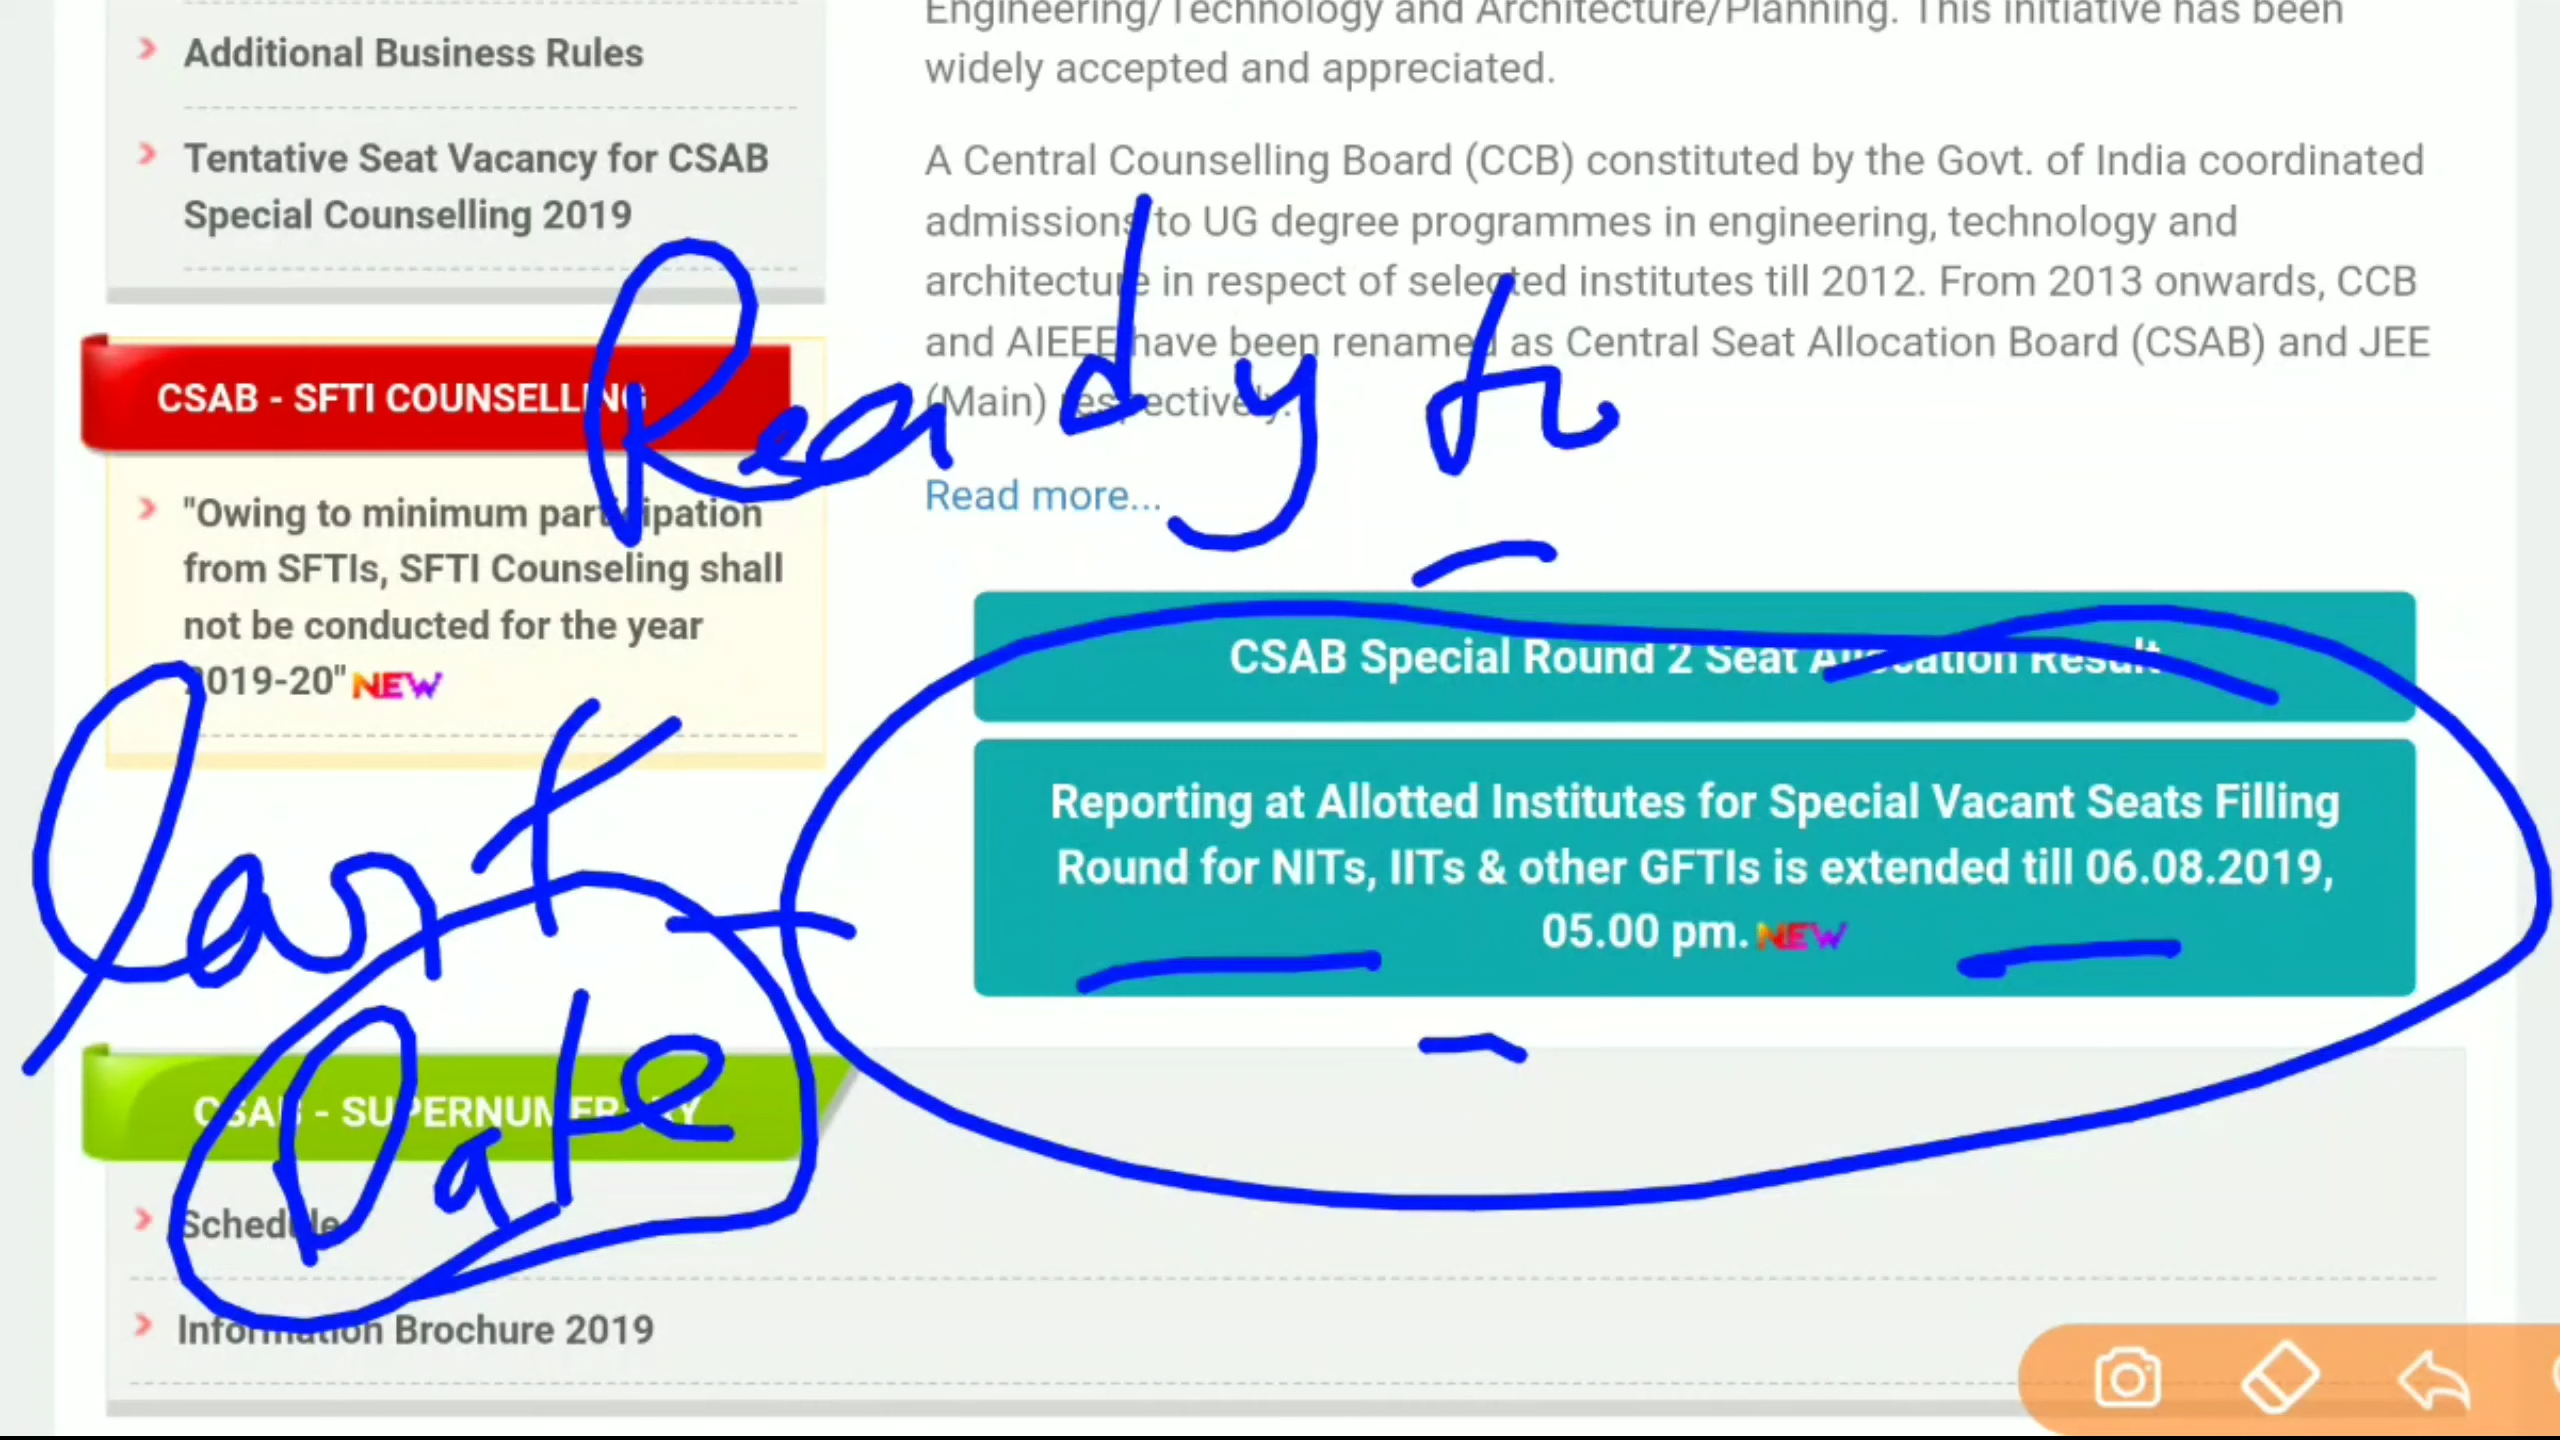 Additional Business Rules
Tentative Seat Vacancy for CSAB
Special Counselling 2019
CSAB - SFTI COUNSELLING
"Owing to minimum participation
from SFTIs, SFTI Counseling shall
not be conducted for the year
2019-20" NEW
Engineering/Technology and Architecture/Planning. This initiative has been
widely accepted and appreciated.
A Central Counselling Board (CCB) constituted by the Govt. of India coordinated
admissions to UG degree programmes in engineering, technology and
architecture in respect of selected institutes till 2012. From 2013 onwards, CCB
and AIEEE have been renamed as Central Seat Allocation Board (CSAB) and JEE
(Main) respectively.
Read more...
Ready to
CSAB Special Round 2 Seat Allocation Result
Reporting at Allotted Institutes for Special Vacant Seats Filling
Round for NITs, IITs & other GFTIs is extended till 06.08.2019,
05.00 pm. NEW
last
Date
CSAB - SUPERNUMERARY
Schedule
Information Brochure 2019